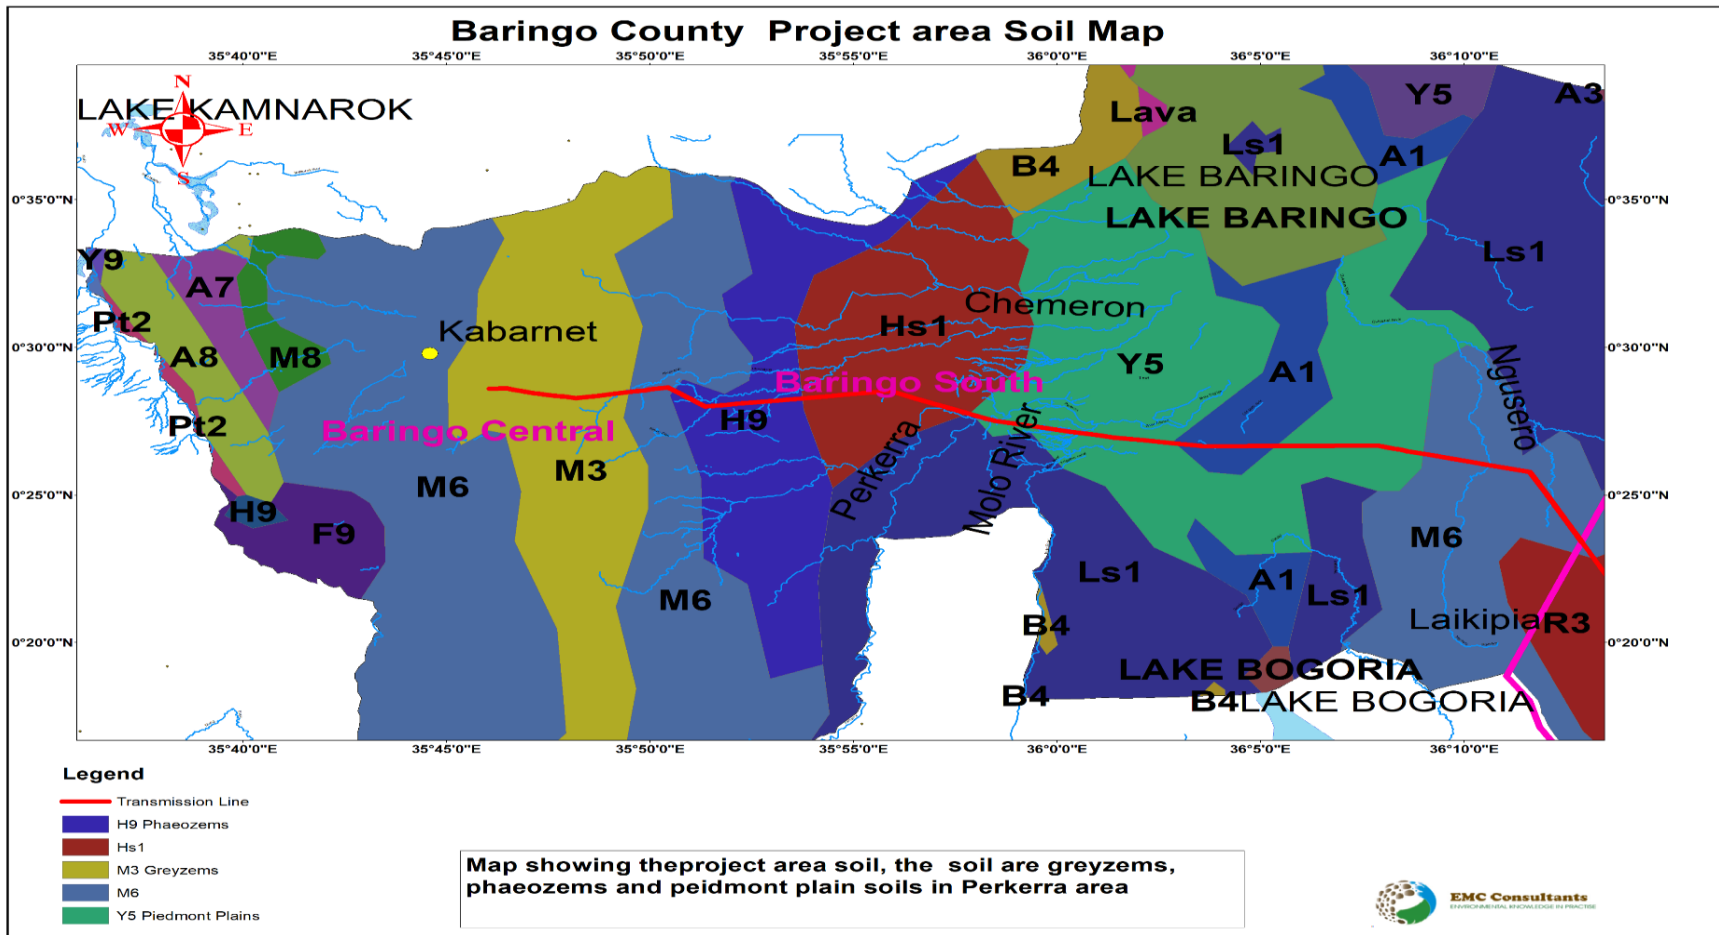 Baringo County  Project area Soil Map
35°40'0"E 35°45'0"E 35°50'0"E 35°55'0"E 36°0'0"E 36°5'0"E 36°10'0"E
N
LAKE KAMNAROK
W E
S
Y5 A3
Lava
Ls1
A1
B4
LAKE BARINGO
0°35'0"N 0°35'0"N
LAKE BARINGO
Y9
Ls1
A7
Chemeron
Pt2
Hs1
Kabarnet
0°30'0"N 0°30'0"N
A8 M8
Y5
A1
Baringo South
Ngusero
H9
Pt2
Baringo Central
M3
M6
Perkerra
Molo River
0°25'0"N 0°25'0"N
H9
F9
M6
Ls1
A1
Ls1
M6
Laikipia R3
B4
0°20'0"N 0°20'0"N
LAKE BOGORIA
B4
B4 LAKE BOGORIA
35°40'0"E 35°45'0"E 35°50'0"E 35°55'0"E 36°0'0"E 36°5'0"E 36°10'0"E
Legend
Transmission Line
H9 Phaeozems
Hs1
M3 Greyzems
M6
Y5 Piedmont Plains
Map showing theproject area soil, the  soil are greyzems,
phaeozems and peidmont plain soils in Perkerra area
EMC Consultants
ENVIRONMENTAL KNOWLEDGE IN PRACTISE